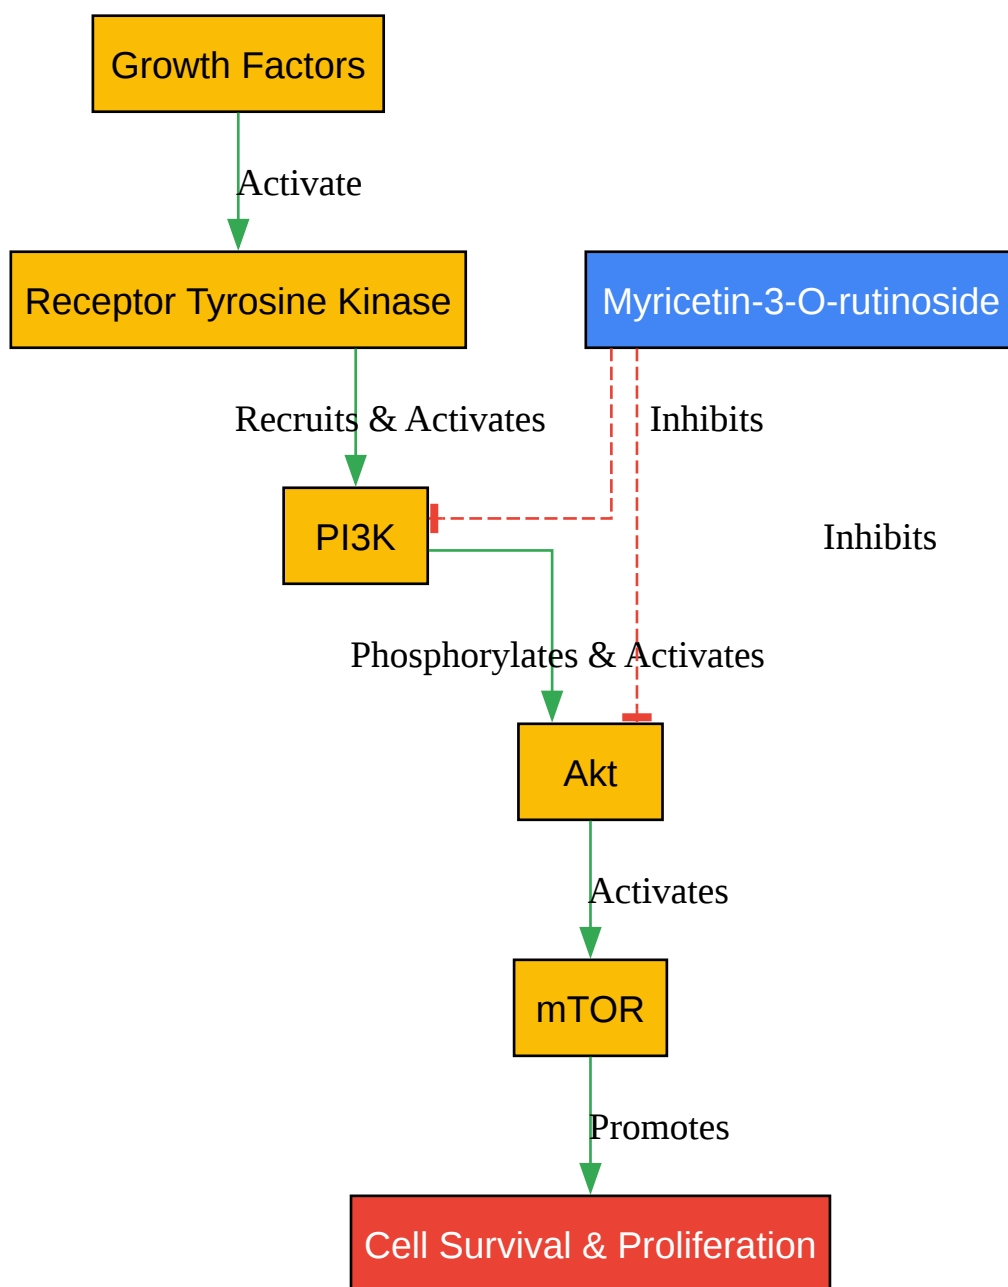 Growth Factors
Activate
Receptor Tyrosine Kinase
Myricetin-3-O-rutinoside
Recruits & Activates
Inhibits
PI3K
Inhibits
Phosphorylates & Activates
Akt
Activates
mTOR
Promotes
Cell Survival & Proliferation